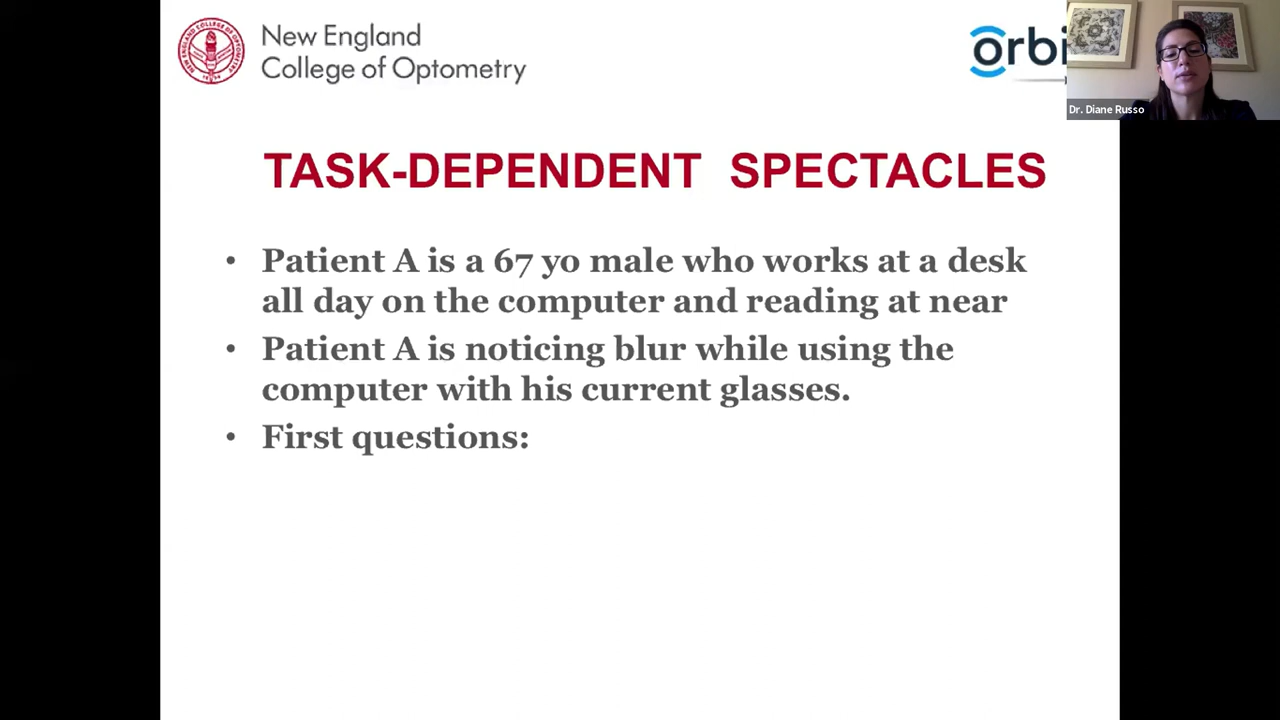 New England
College of Optometry
orbi
Dr. Diane Russo
TASK-DEPENDENT SPECTACLES
• Patient A is a 67 yo male who works at a desk
all day on the computer and reading at near
• Patient A is noticing blur while using the
computer with his current glasses.
• First questions: